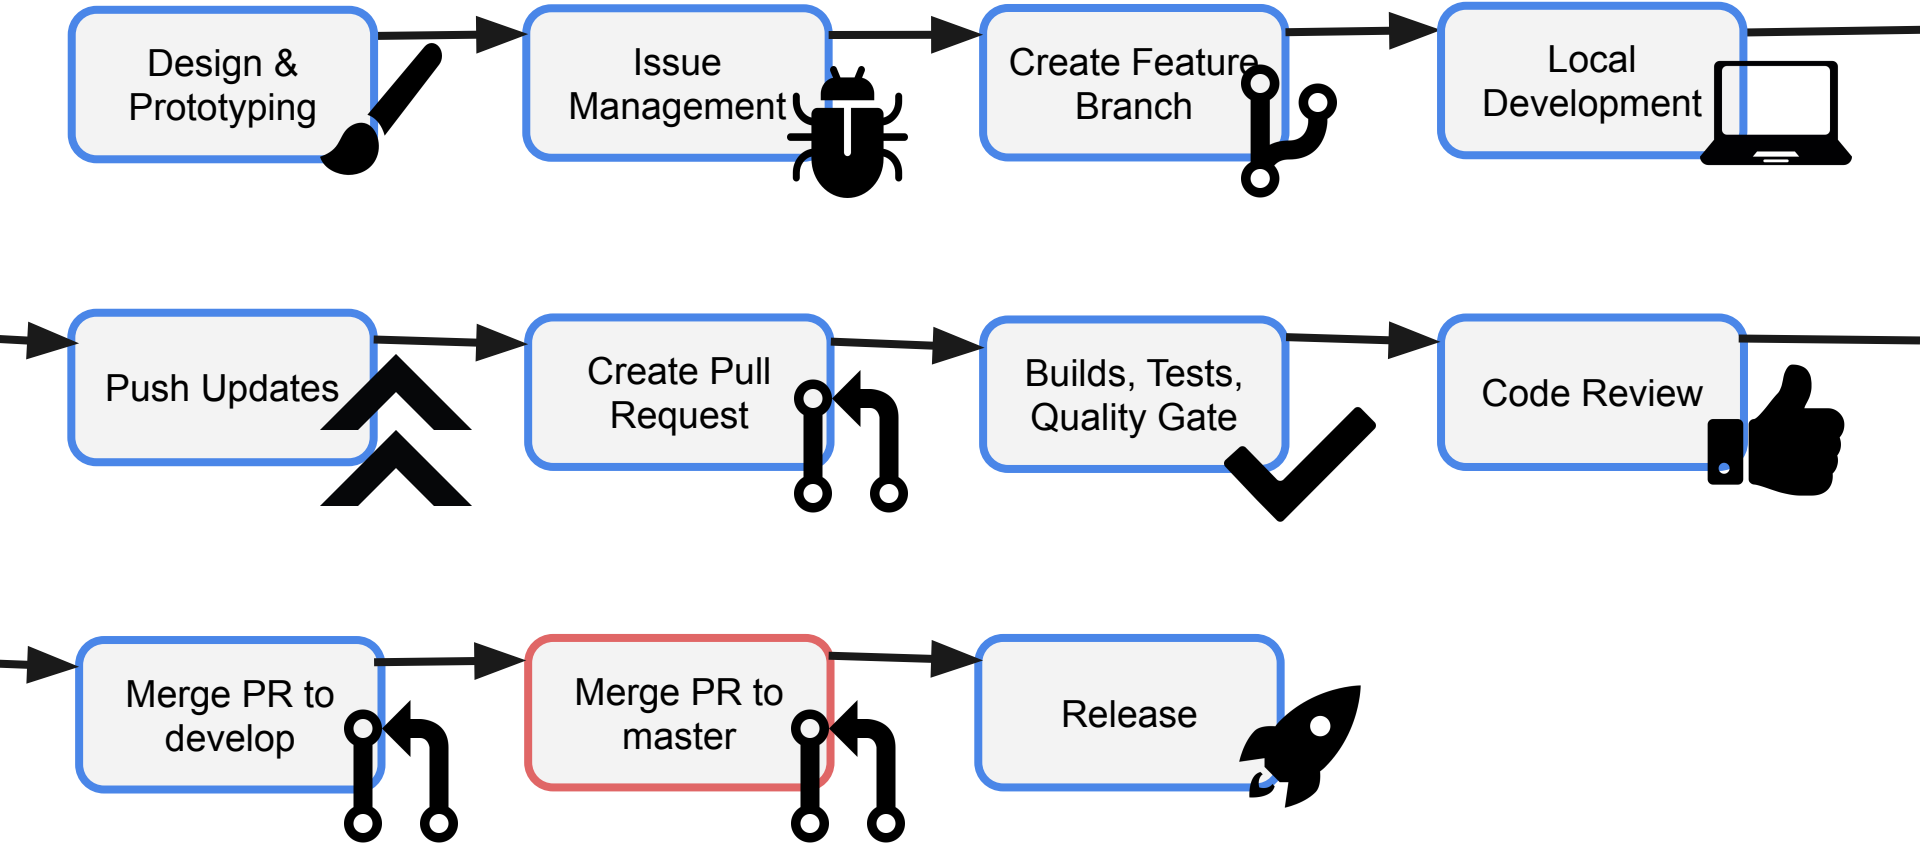 Design &
Prototyping
Issue
Management
Create Feature
Branch
Local
Development
Push Updates
Create Pull
Request
Builds, Tests,
Quality Gate
Code Review
Merge PR to
develop
Merge PR to
master
Release